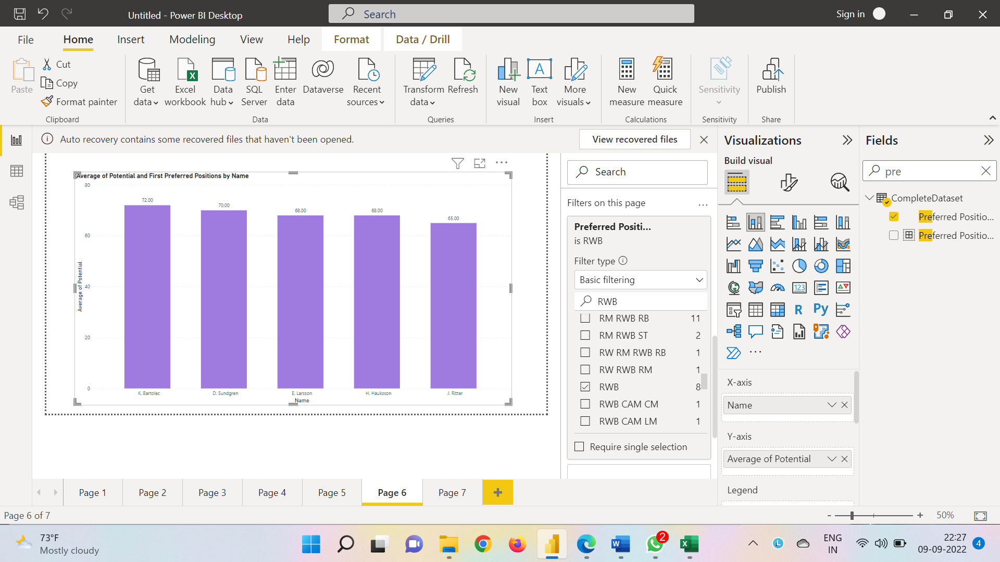 Untitled - Power BI Desktop
Search
Sign in
File
Home
Insert
Modeling
View
Help
Format
Data / Drill
Paste
Cut
Copy
Format painter
Clipboard
Get data
Excel workbook
Data hub
SQL Server
Enter data
Dataverse
Recent sources
Data
Transform data
Refresh
Queries
New visual
Text box
More visuals
Insert
New measure
Quick measure
Calculations
Sensitivity
Sensitivity
Publish
Share
Auto recovery contains some recovered files that haven't been opened.
View recovered files
Average of Potential and First Preferred Positions by Name
80
60
40
20
0
Average of Potential
72.00
70.00
68.00
68.00
65.00
K. Bartolec
D. Sundgren
E. Larsson
H. Hauksson
J. Ritter
Name
Search
Filters on this page
...
Preferred Positi...
is RWB
Filter type
Basic filtering
RWB
RM RWB RB 11
RM RWB ST 2
RW RM RWB RB 1
RW RWB RM 1
RWB 8
RWB CAM CM 1
RWB CAM LM 1
Require single selection
Visualizations
Build visual
123
R
Py
...
X-axis
Name
Y-axis
Average of Potential
Legend
Fields
pre
CompleteDataset
Preferred Positio...
Preferred Positio...
Page 1
Page 2
Page 3
Page 4
Page 5
Page 6
Page 7
+
Page 6 of 7
- + 50%
73°F
Mostly cloudy
W
2
X
L
ENG
IN
22:27
09-09-2022
4